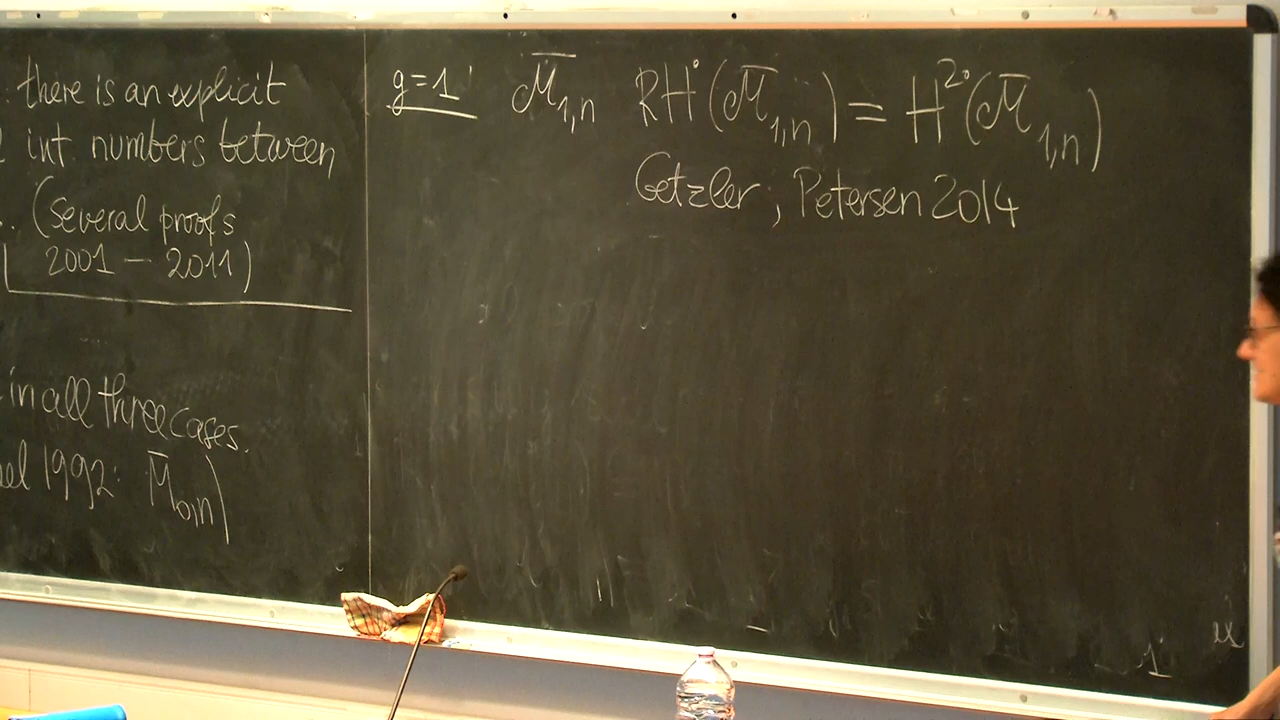 there is an explicit
int. numbers between
(several proofs
2001 — 2011)
in all three cases.
1992: M̄₀,ₙ)
g=1 M̄₁,ₙ RH•(M̄₁,ₙ) = H²•(M̄₁,ₙ)
Getzler; Petersen 2014